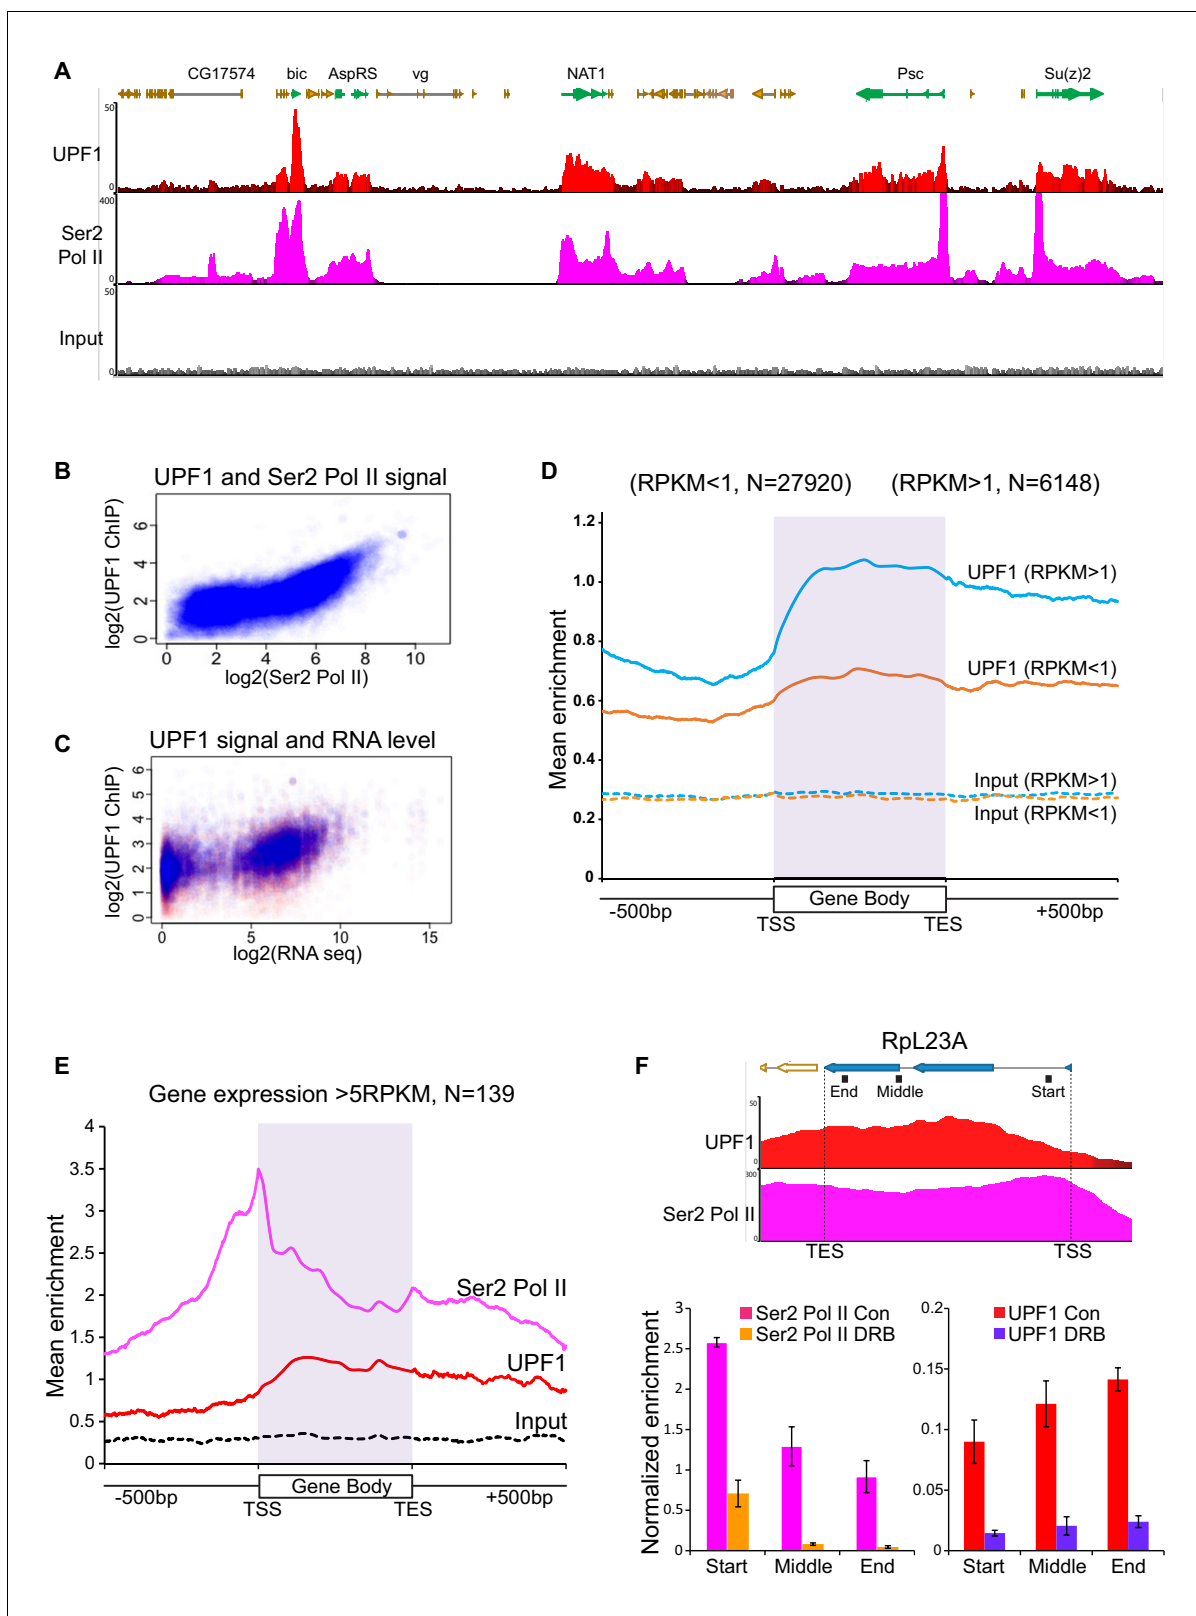 A
CG17574 bic AspRS vg NAT1 Psc Su(z)2
50
UPF1
0
400
Ser2
Pol II
0
50
Input
0
B
UPF1 and Ser2 Pol II signal
log2(UPF1 ChIP)
6
4
2
0
0 2 4 6 8 10
log2(Ser2 Pol II)
C
UPF1 signal and RNA level
log2(UPF1 ChIP)
6
5
4
3
2
1
0
0 5 10 15
log2(RNA seq)
D
(RPKM<1, N=27920) (RPKM>1, N=6148)
Mean enrichment
1.2
1.0
0.8
0.6
0.4
0.2
0
UPF1 (RPKM>1)
UPF1 (RPKM<1)
Input (RPKM>1)
Input (RPKM<1)
-500bp Gene Body +500bp
TSS TES
E
Gene expression >5RPKM, N=139
Mean enrichment
4
3.5
3
2.5
2
1.5
1
0.5
0
Ser2 Pol II
UPF1
Input
-500bp Gene Body +500bp
TSS TES
F
RpL23A
End Middle Start
50
UPF1
0
300
Ser2 Pol II
0
TES TSS
Normalized enrichment
3
2.5
2
1.5
1
0.5
0
Ser2 Pol II Con
Ser2 Pol II DRB
Start Middle End
0.2
0.15
0.1
0.05
0
UPF1 Con
UPF1 DRB
Start Middle End